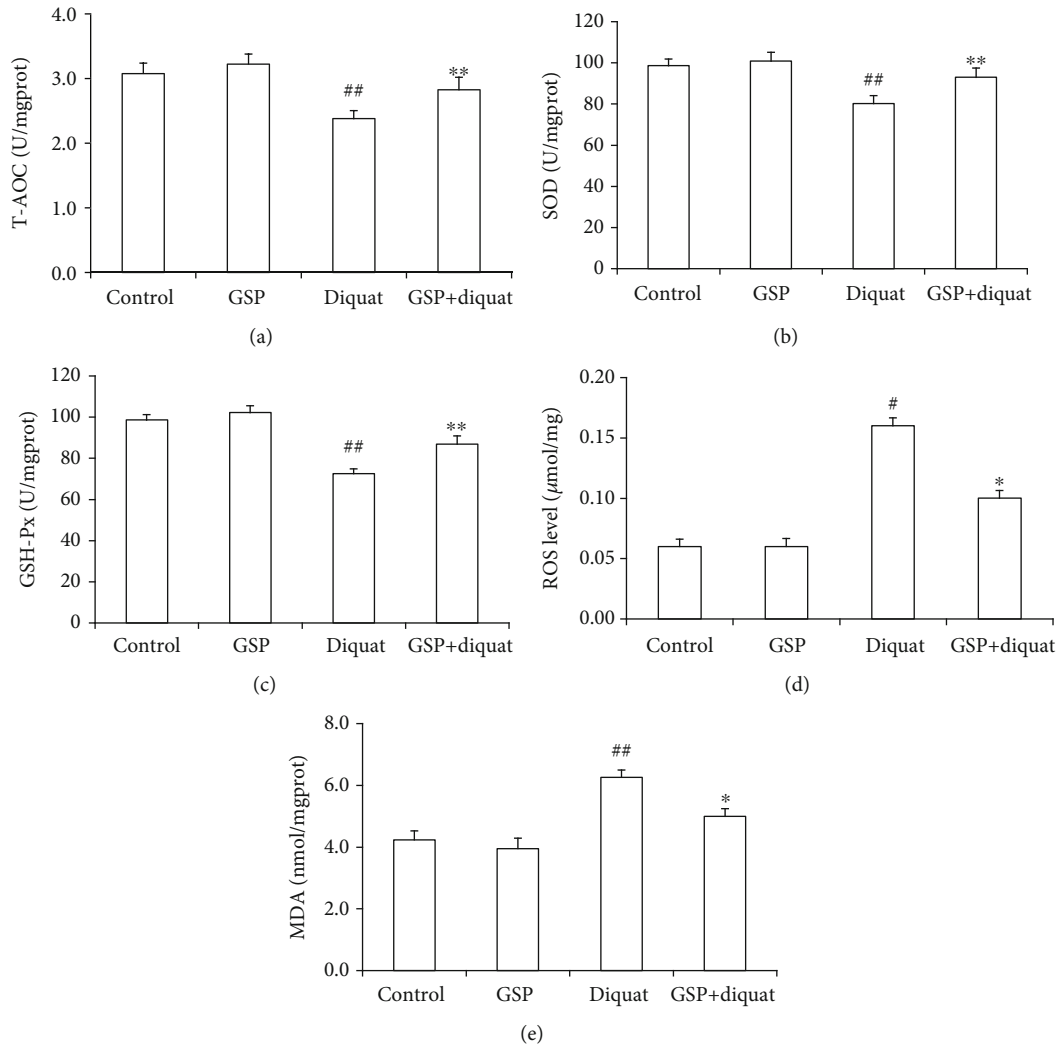 4.0
3.0
2.0
1.0
0.0
T-AOC (U/mgprot)
##
**
Control GSP Diquat GSP+diquat
(a)
120
100
80
60
40
20
0
SOD (U/mgprot)
##
**
Control GSP Diquat GSP+diquat
(b)
120
100
80
60
40
20
0
GSH-Px (U/mgprot)
##
**
Control GSP Diquat GSP+diquat
(c)
0.20
0.15
0.10
0.05
0.00
ROS level (μmol/mg)
#
*
Control GSP Diquat GSP+diquat
(d)
8.0
6.0
4.0
2.0
0.0
MDA (nmol/mgprot)
##
*
Control GSP Diquat GSP+diquat
(e)